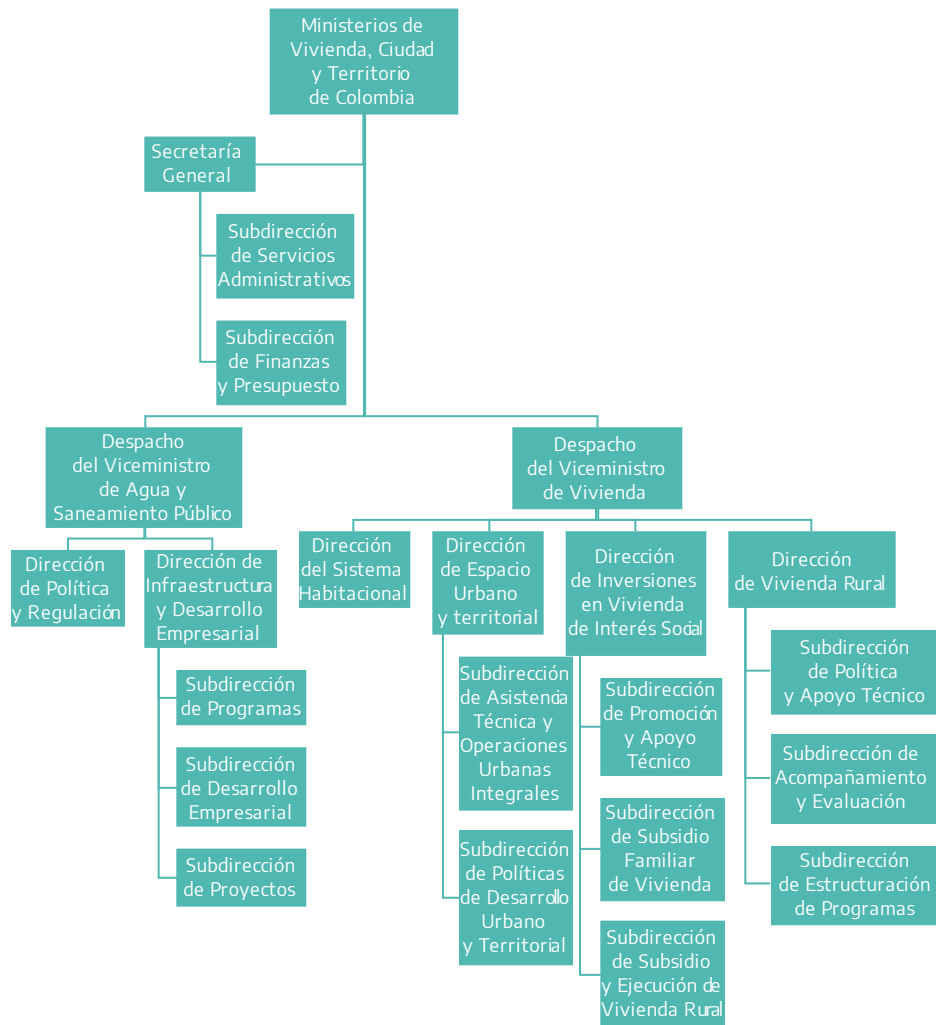 Ministerios de
Vivienda, Ciudad
y Territorio
de Colombia
Secretaría
General
Subdirección
de Servicios
Administrativos
Subdirección
de Finanzas
y Presupuesto
Despacho
del Viceministro
de Agua y
Saneamiento Público
Dirección
de Política
y Regulación
Dirección de
Infraestructura
y Desarrollo
Empresarial
Subdirección
de Programas
Subdirección
de Desarrollo
Empresarial
Subdirección
de Proyectos
Despacho
del Viceministro
de Vivienda
Dirección
del Sistema
Habitacional
Dirección
de Espacio
Urbano
y territorial
Subdirección
de Asistencia
Técnica y
Operaciones
Urbanas
Integrales
Subdirección
de Políticas
de Desarrollo
Urbano
y Territorial
Dirección
de Inversiones
en Vivienda
de Interés Social
Subdirección
de Promoción
y Apoyo
Técnico
Subdirección
de Subsidio
Familiar
de Vivienda
Subdirección
de Subsidio
y Ejecución de
Vivienda Rural
Dirección
de Vivienda Rural
Subdirección
de Política
y Apoyo Técnico
Subdirección de
Acompañamiento
y Evaluación
Subdirección
de Estructuración
de Programas